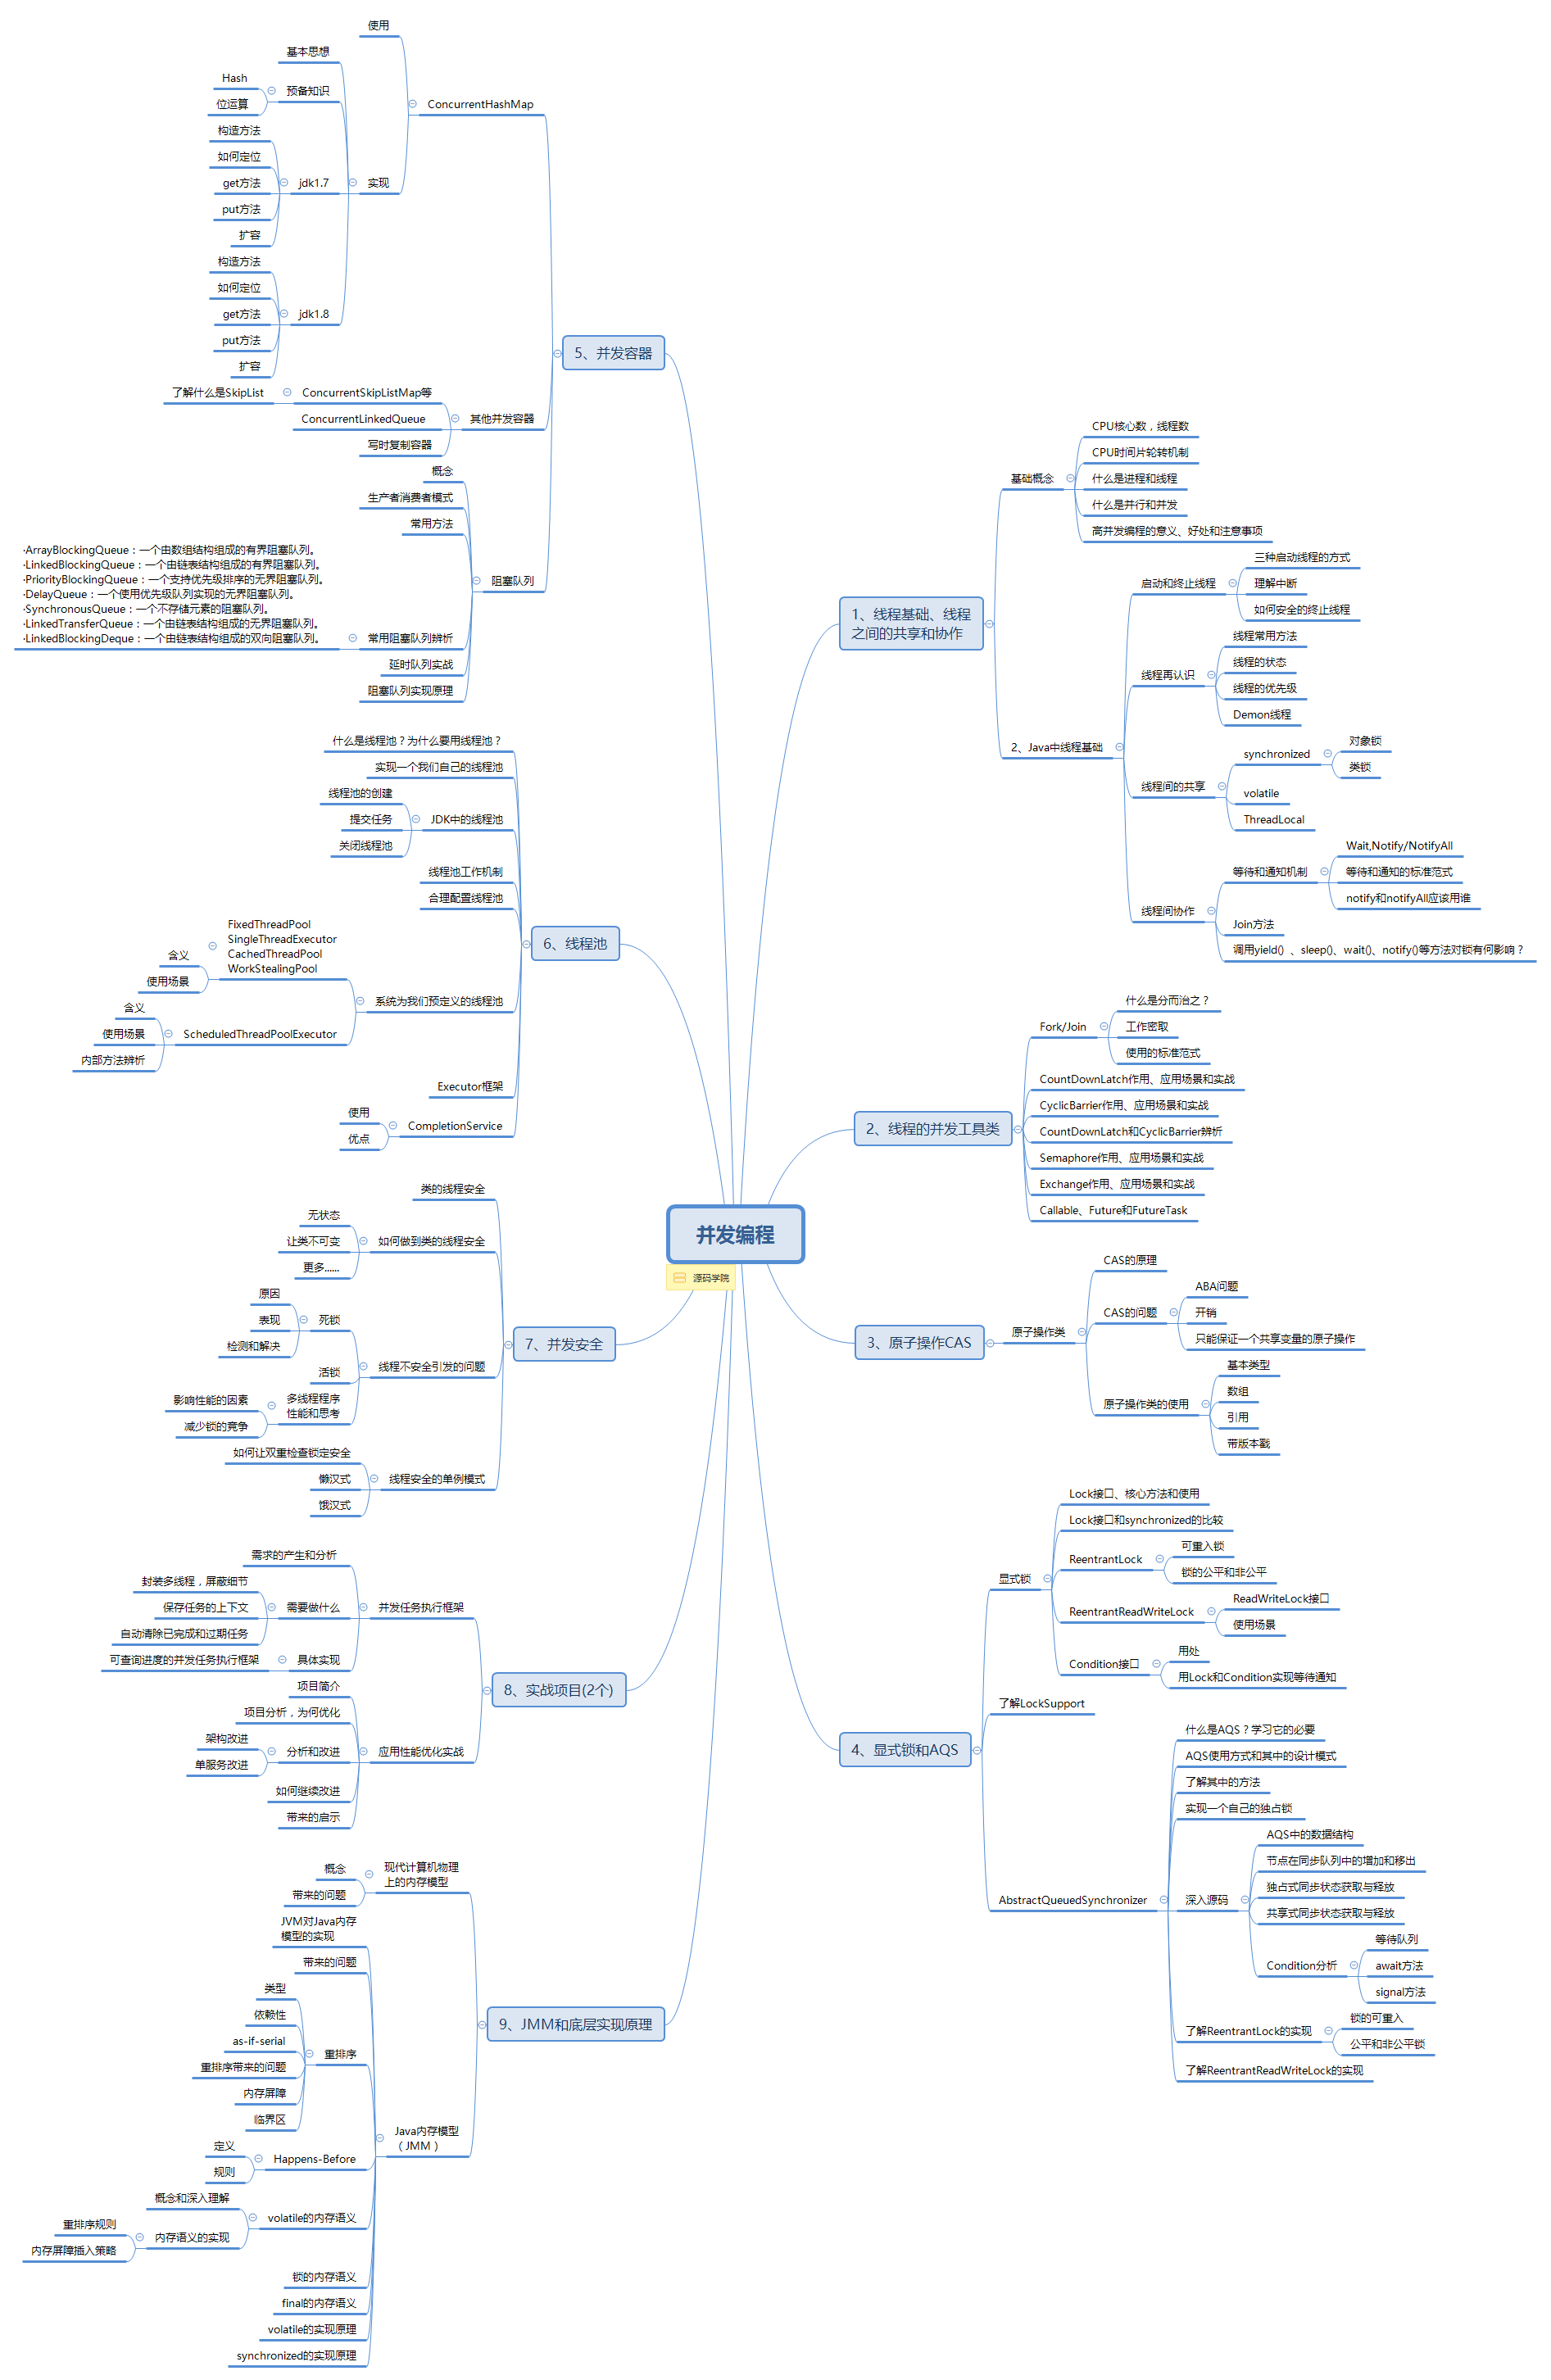 并发编程
源码学院
1、线程基础、线程
之间的共享和协作
基础概念
CPU核心数，线程数
CPU时间片轮转机制
什么是进程和线程
什么是并行和并发
高并发编程的意义、好处和注意事项
2、Java中线程基础
启动和终止线程
三种启动线程的方式
理解中断
如何安全的终止线程
线程再认识
线程常用方法
线程的状态
线程的优先级
Demon线程
线程间的共享
synchronized
对象锁
类锁
volatile
ThreadLocal
线程间协作
等待和通知机制
Wait,Notify/NotifyAll
等待和通知的标准范式
notify和notifyAll应该用谁
Join方法
调用yield() 、sleep()、wait()、notify()等方法对锁有何影响？
2、线程的并发工具类
Fork/Join
什么是分而治之？
工作密取
使用的标准范式
CountDownLatch作用、应用场景和实战
CyclicBarrier作用、应用场景和实战
CountDownLatch和CyclicBarrier辨析
Semaphore作用、应用场景和实战
Exchange作用、应用场景和实战
Callable、Future和FutureTask
3、原子操作CAS
原子操作类
CAS的原理
CAS的问题
ABA问题
开销
只能保证一个共享变量的原子操作
原子操作类的使用
基本类型
数组
引用
带版本戳
4、显式锁和AQS
显式锁
Lock接口、核心方法和使用
Lock接口和synchronized的比较
ReentrantLock
可重入锁
锁的公平和非公平
ReentrantReadWriteLock
ReadWriteLock接口
使用场景
Condition接口
用处
用Lock和Condition实现等待通知
了解LockSupport
AbstractQueuedSynchronizer
什么是AQS？学习它的必要
AQS使用方式和其中的设计模式
了解其中的方法
实现一个自己的独占锁
深入源码
AQS中的数据结构
节点在同步队列中的增加和移出
独占式同步状态获取与释放
共享式同步状态获取与释放
Condition分析
等待队列
await方法
signal方法
了解ReentrantLock的实现
锁的可重入
公平和非公平锁
了解ReentrantReadWriteLock的实现
5、并发容器
ConcurrentHashMap
使用
实现
基本思想
预备知识
Hash
位运算
jdk1.7
构造方法
如何定位
get方法
put方法
扩容
jdk1.8
构造方法
如何定位
get方法
put方法
扩容
其他并发容器
ConcurrentSkipListMap等
了解什么是SkipList
ConcurrentLinkedQueue
写时复制容器
阻塞队列
概念
生产者消费者模式
常用方法
常用阻塞队列辨析
·ArrayBlockingQueue：一个由数组结构组成的有界阻塞队列。
·LinkedBlockingQueue：一个由链表结构组成的有界阻塞队列。
·PriorityBlockingQueue：一个支持优先级排序的无界阻塞队列。
·DelayQueue：一个使用优先级队列实现的无界阻塞队列。
·SynchronousQueue：一个不存储元素的阻塞队列。
·LinkedTransferQueue：一个由链表结构组成的无界阻塞队列。
·LinkedBlockingDeque：一个由链表结构组成的双向阻塞队列。
延时队列实战
阻塞队列实现原理
6、线程池
什么是线程池？为什么要用线程池？
实现一个我们自己的线程池
JDK中的线程池
线程池的创建
提交任务
关闭线程池
线程池工作机制
合理配置线程池
系统为我们预定义的线程池
FixedThreadPool
SingleThreadExecutor
CachedThreadPool
WorkStealingPool
含义
使用场景
ScheduledThreadPoolExecutor
含义
使用场景
内部方法辨析
Executor框架
CompletionService
使用
优点
7、并发安全
类的线程安全
如何做到类的线程安全
无状态
让类不可变
更多......
线程不安全引发的问题
死锁
原因
表现
检测和解决
活锁
多线程程序
性能和思考
影响性能的因素
减少锁的竞争
线程安全的单例模式
如何让双重检查锁定安全
懒汉式
饿汉式
8、实战项目(2个)
并发任务执行框架
需求的产生和分析
需要做什么
封装多线程，屏蔽细节
保存任务的上下文
自动清除已完成和过期任务
具体实现
可查询进度的并发任务执行框架
应用性能优化实战
项目简介
项目分析，为何优化
分析和改进
架构改进
单服务改进
如何继续改进
带来的启示
9、JMM和底层实现原理
现代计算机物理
上的内存模型
概念
带来的问题
Java内存模型
（JMM）
JVM对Java内存
模型的实现
带来的问题
重排序
类型
依赖性
as-if-serial
重排序带来的问题
内存屏障
临界区
Happens-Before
定义
规则
volatile的内存语义
概念和深入理解
内存语义的实现
重排序规则
内存屏障插入策略
锁的内存语义
final的内存语义
volatile的实现原理
synchronized的实现原理